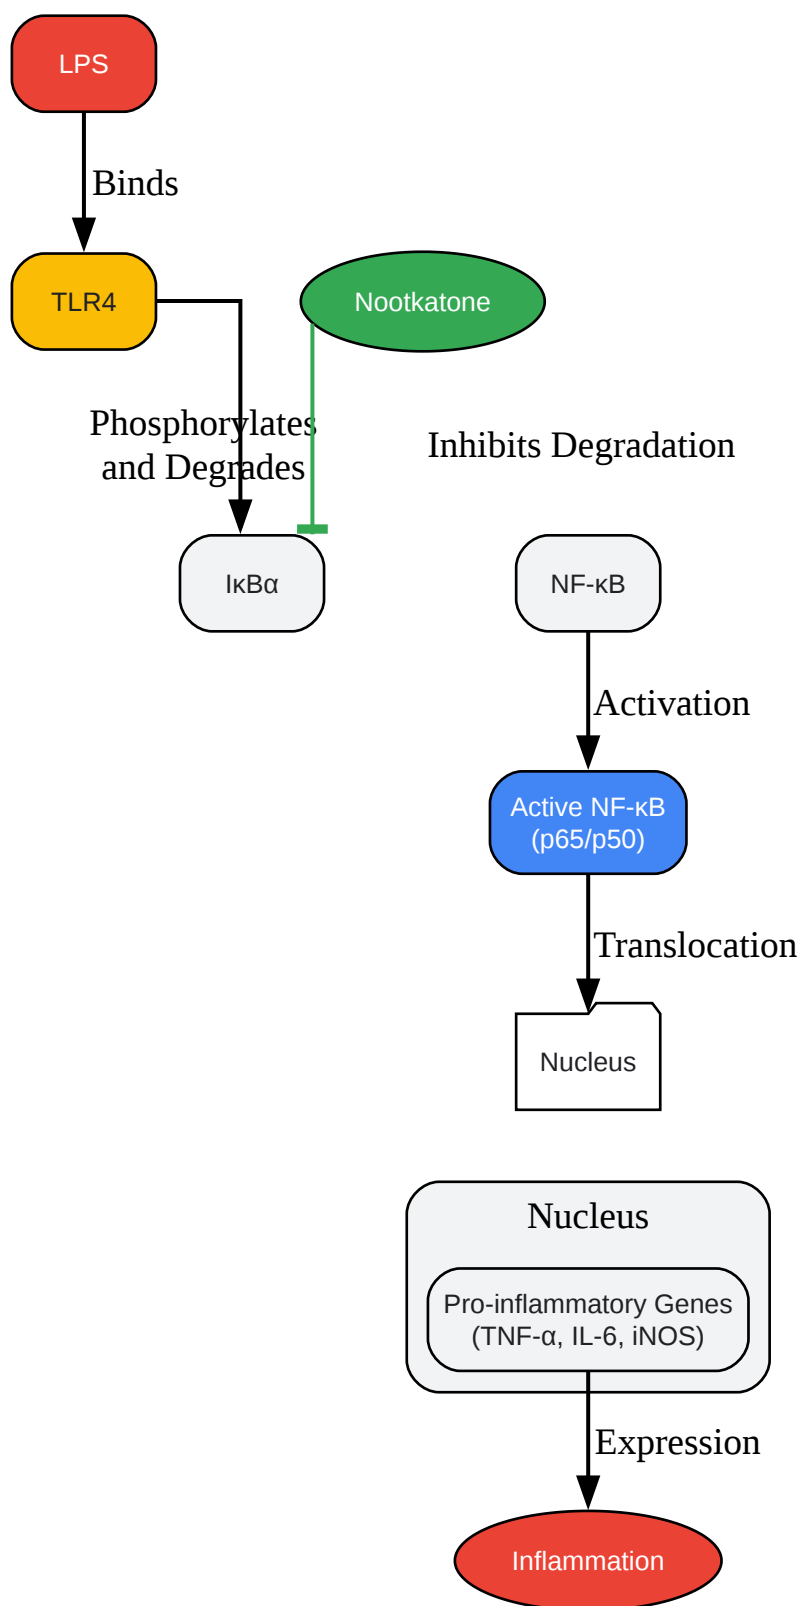 LPS
Binds
TLR4
Nootkatone
Phosphorylates
and Degrades
Inhibits Degradation
IκBα
NF-κB
Activation
Active NF-κB
(p65/p50)
Translocation
Nucleus
Nucleus
Pro-inflammatory Genes
(TNF-α, IL-6, iNOS)
Expression
Inflammation